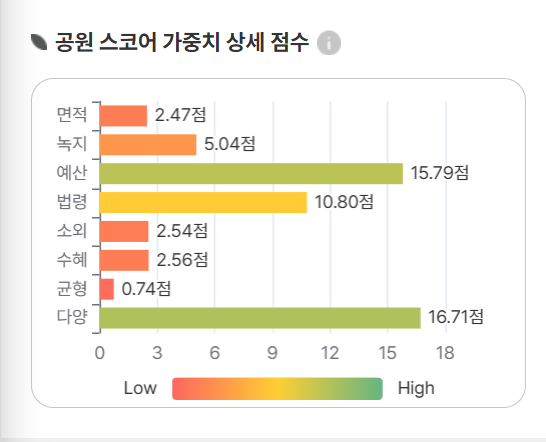 공원 스코어 가중치 상세 점수 i
면적 2.47점
녹지 5.04점
예산 15.79점
법령 10.80점
소외 2.54점
수혜 2.56점
균형 0.74점
다양 16.71점
0 3 6 9 12 15 18
Low High